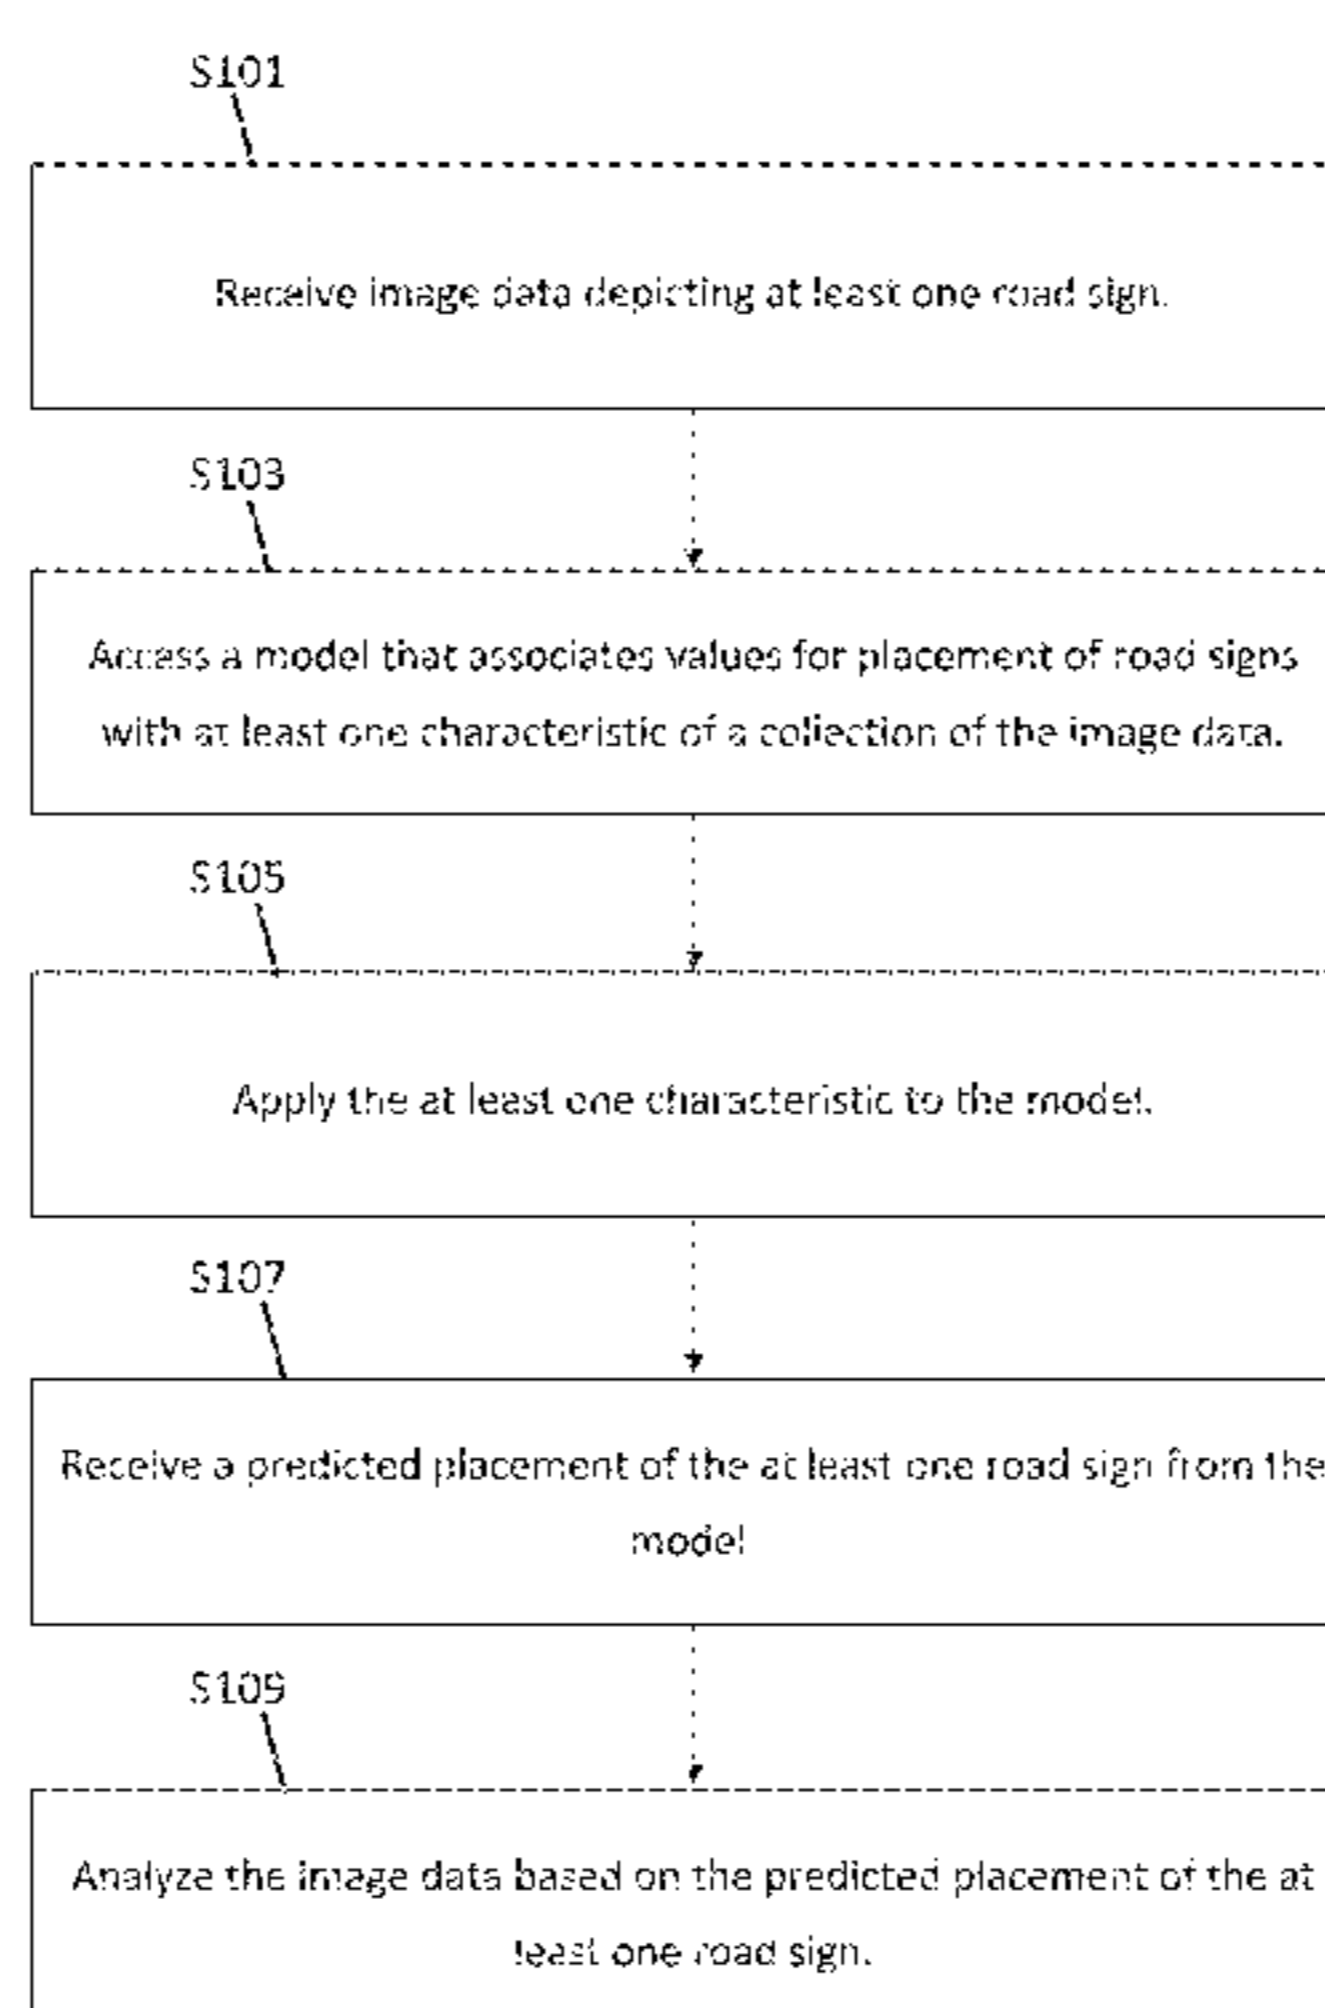 S101
Receive image data depicting at least one road sign.
S103
Access a model that associates values for placement of road signs
with at least one characteristic of a collection of the image data.
S105
Apply the at least one characteristic to the model.
S107
Receive a predicted placement of the at least one road sign from the
model
S109
Analyze the image data based on the predicted placement of the at
least one road sign.